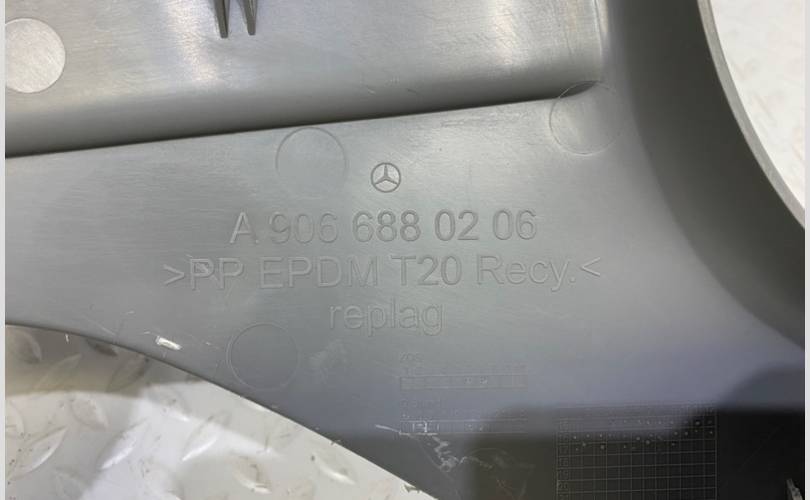 A 906 688 02 06
>PP EPDM T20 Recy.<
replag